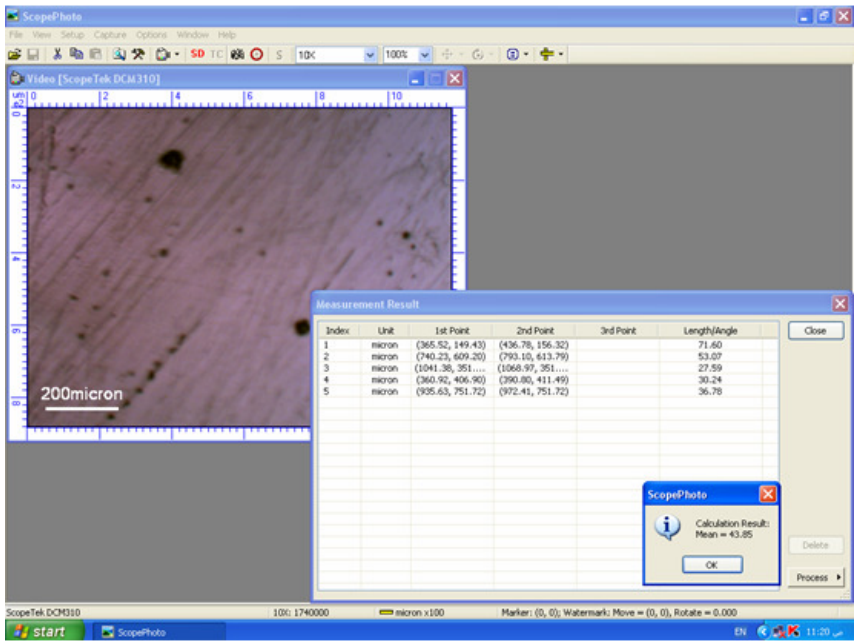 ScopePhoto
File View Setup Capture Options Window Help
SD TC S 10X 100%
Video [ScopeTek DCM310]
um e2 0 2 4 6 8 10
0
2
4
6
8
200micron
Measurement Result
Index Unit 1st Point 2nd Point 3rd Point Length/Angle
1 micron (365.52, 149.43) (436.78, 156.32) 71.60
2 micron (740.23, 609.20) (793.10, 613.79) 53.07
3 micron (1041.38, 351.... (1068.97, 351.... 27.59
4 micron (360.92, 406.90) (390.80, 411.49) 30.24
5 micron (935.63, 751.72) (972.41, 751.72) 36.78
Close
ScopePhoto
Calculation Result:
Mean = 43.85
OK
Delete
Process
ScopeTek DCM310 10X: 1740000 micron x100 Marker: (0, 0); Watermark: Move = (0, 0), Rotate = 0.000
start ScopePhoto EN 11:20 ص